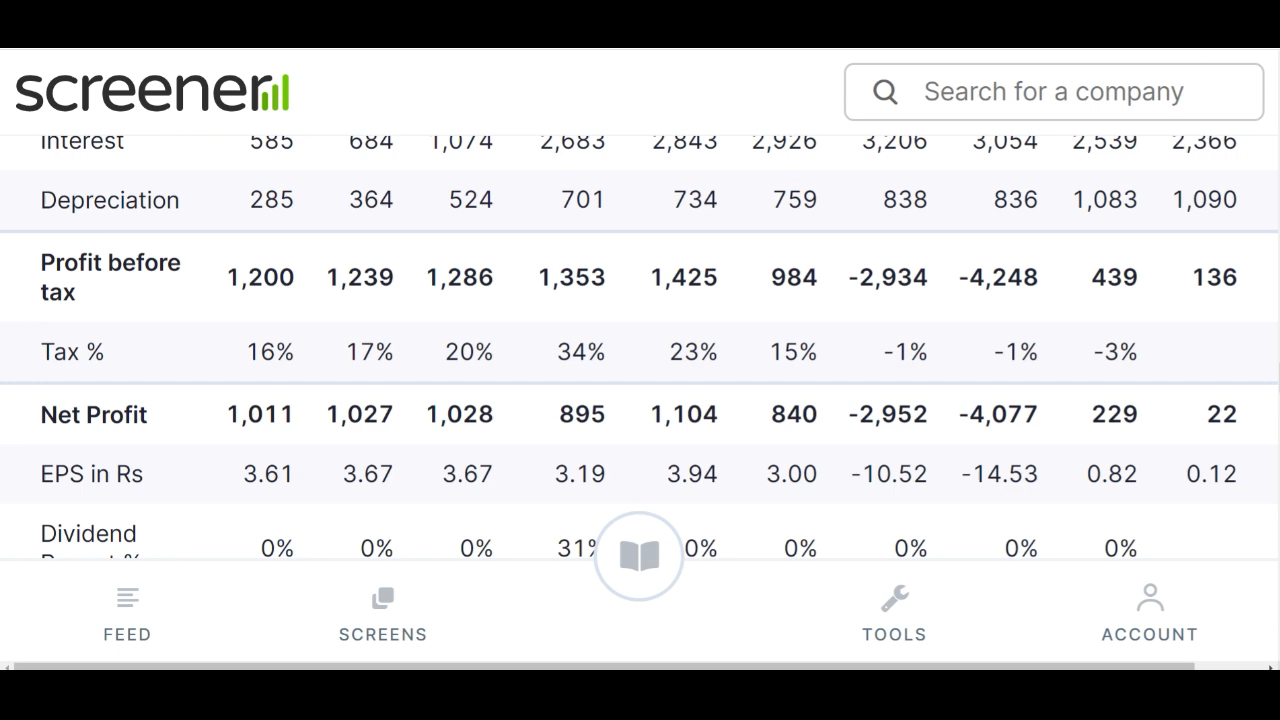 screener
Search for a company
Interest 585 684 1,074 2,683 2,843 2,926 3,206 3,054 2,539 2,366
Depreciation 285 364 524 701 734 759 838 836 1,083 1,090
Profit before
tax 1,200 1,239 1,286 1,353 1,425 984 -2,934 -4,248 439 136
Tax % 16% 17% 20% 34% 23% 15% -1% -1% -3%
Net Profit 1,011 1,027 1,028 895 1,104 840 -2,952 -4,077 229 22
EPS in Rs 3.61 3.67 3.67 3.19 3.94 3.00 -10.52 -14.53 0.82 0.12
Dividend
0% 0% 0% 31% 0% 0% 0% 0% 0%
FEED SCREENS TOOLS ACCOUNT